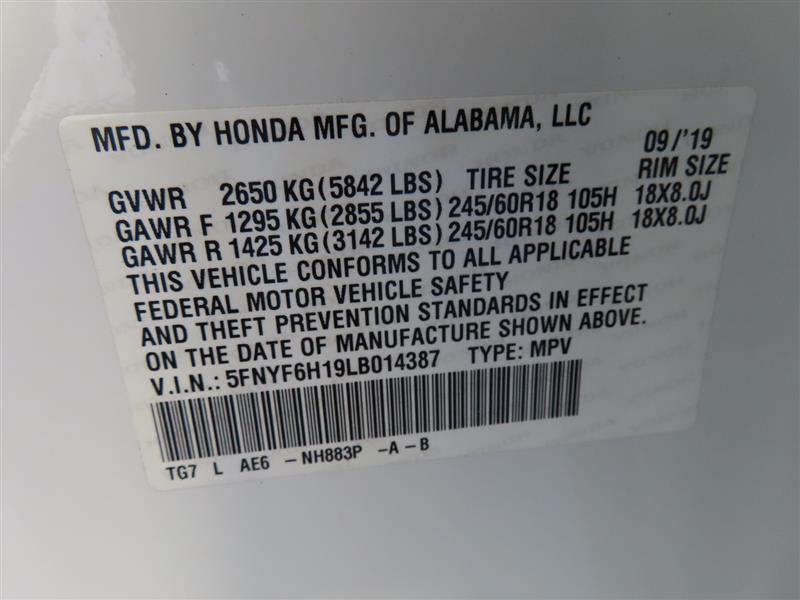 MFD. BY HONDA MFG. OF ALABAMA, LLC 09/'19
GVWR 2650 KG(5842 LBS) TIRE SIZE RIM SIZE
GAWR F 1295 KG(2855 LBS) 245/60R18 105H 18X8.0J
GAWR R 1425 KG(3142 LBS) 245/60R18 105H 18X8.0J
THIS VEHICLE CONFORMS TO ALL APPLICABLE
FEDERAL MOTOR VEHICLE SAFETY
AND THEFT PREVENTION STANDARDS IN EFFECT
ON THE DATE OF MANUFACTURE SHOWN ABOVE.
V.I.N.: 5FNYF6H19LB014387 TYPE: MPV
TG7 L AE6 -NH883P -A-B